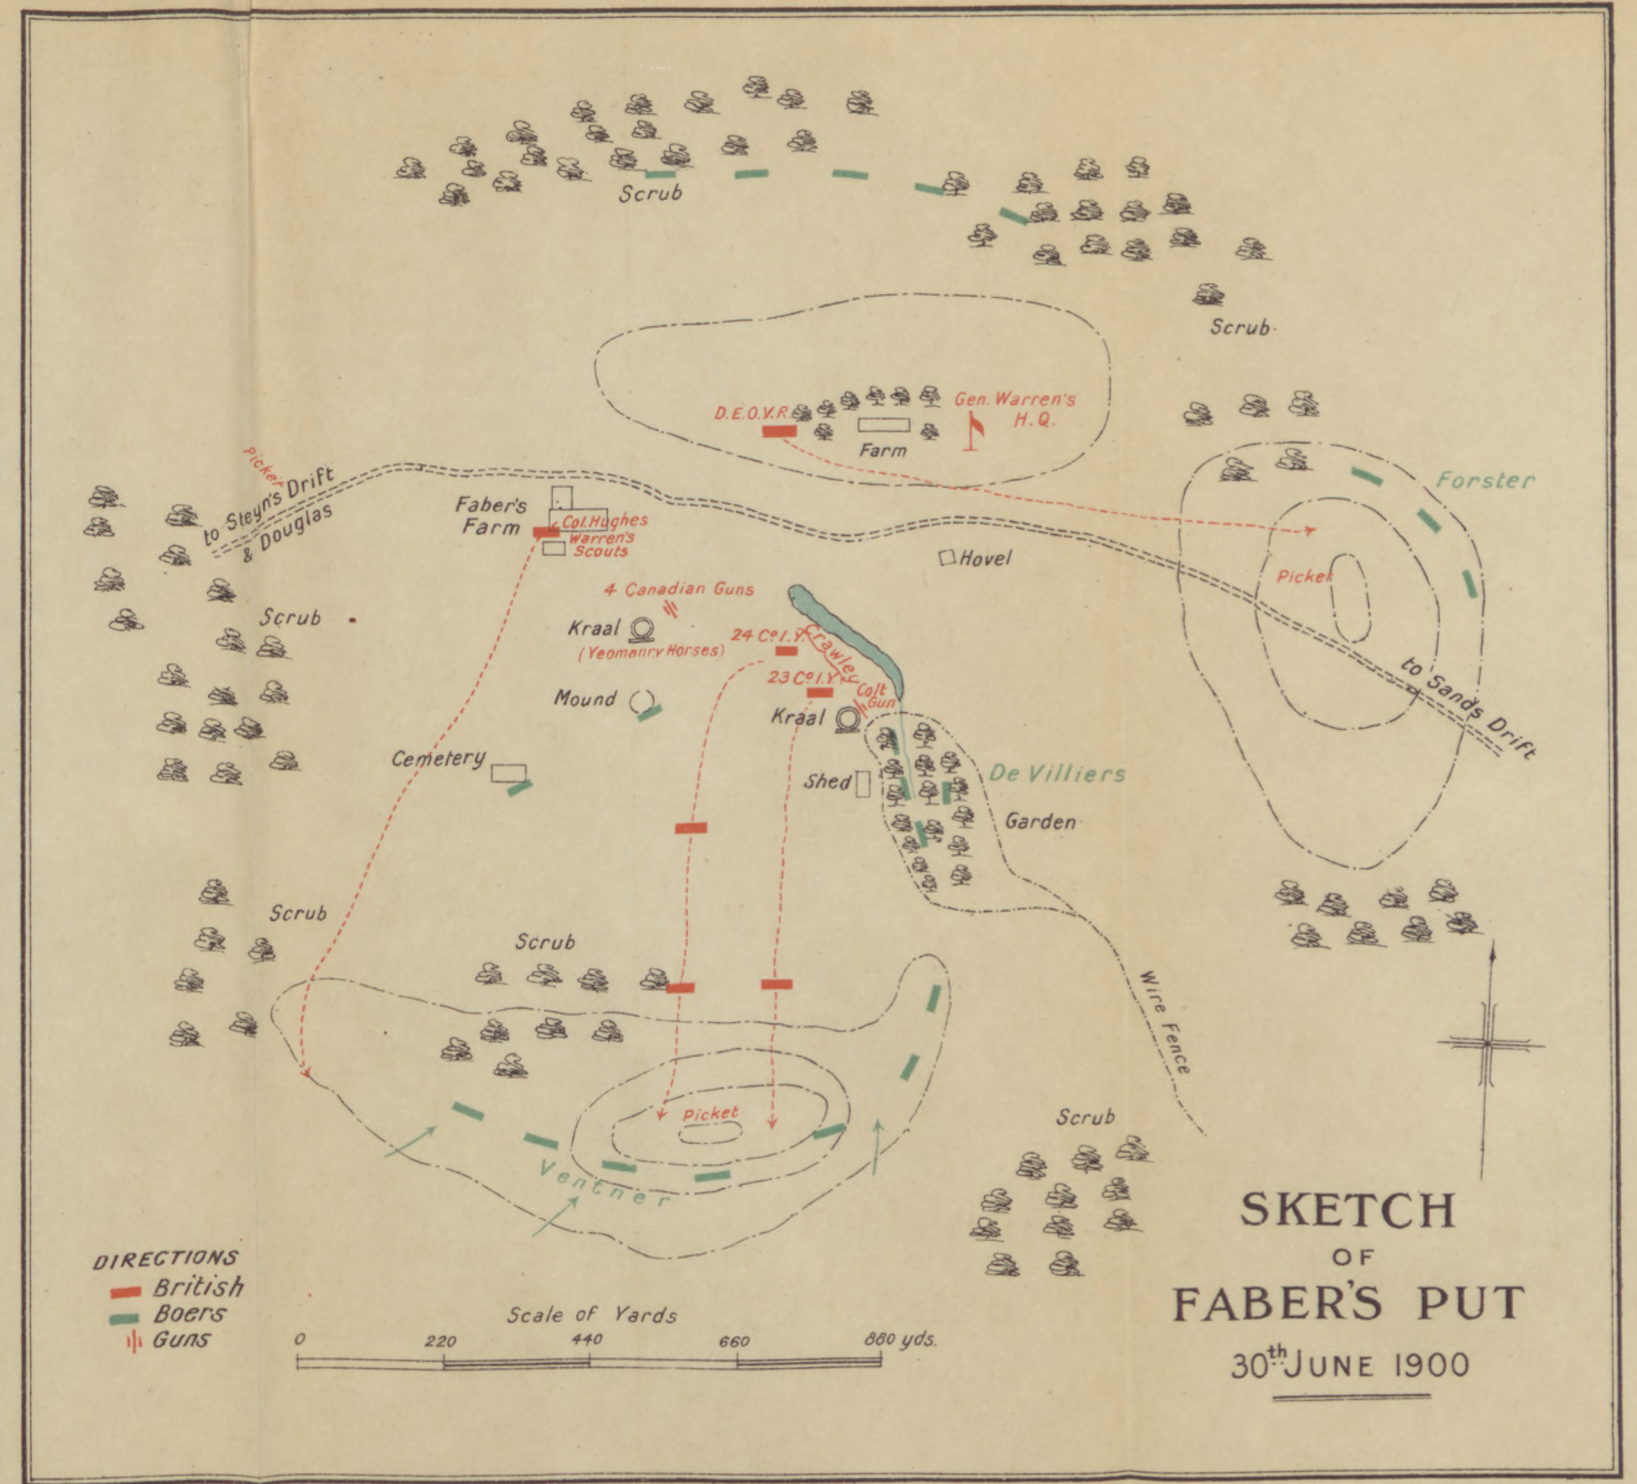 Scrub
Scrub
D.E.O.V.R.
Gen. Warren's
H.Q.
Farm
Picket
to Steyn's Drift
& Douglas
Faber's
Farm
Col. Hughes
Warren's
Scouts
Forster
Hovel
Picket
4 Canadian Guns
Kraal
(Yeomanry Horses)
24 Co I.Y.
Crawley
23 Co I.Y.
Colt
Gun
Scrub
to Sands Drift
Mound
Kraal
Cemetery
Shed
De Villiers
Garden
Scrub
Scrub
Wire Fence
Picket
Ventner
Scrub
SKETCH
OF
FABER'S PUT
30th JUNE 1900
DIRECTIONS
British
Boers
Guns
Scale of Yards
0 220 440 660 880 yds.